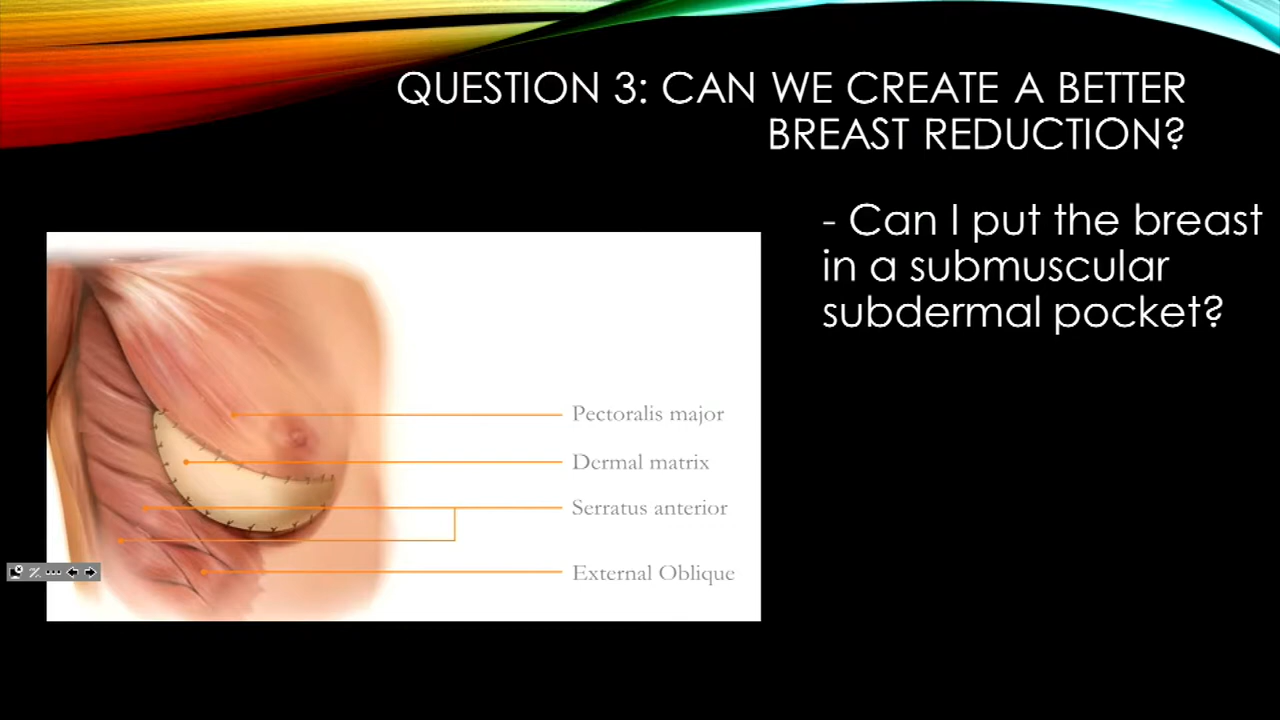 QUESTION 3: CAN WE CREATE A BETTER
BREAST REDUCTION?
- Can I put the breast
in a submuscular
subdermal pocket?
Pectoralis major
Dermal matrix
Serratus anterior
External Oblique